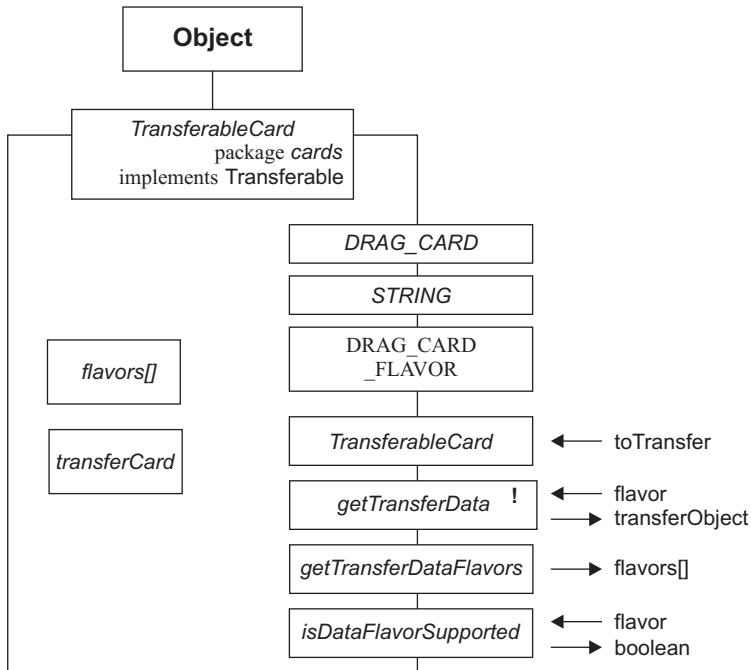 Object
TransferableCard
package cards
implements Transferable
DRAG_CARD
STRING
DRAG_CARD
_FLAVOR
flavors[]
transferCard
TransferableCard
toTransfer
getTransferData !
flavor
transferObject
getTransferDataFlavors
flavors[]
isDataFlavorSupported
flavor
boolean